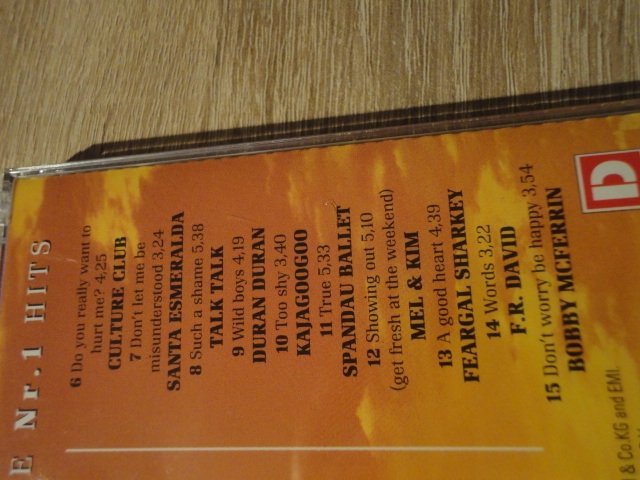 E Nr.1 HITS
6 Do you really want to
hurt me? 4,25
CULTURE CLUB
7 Don't let me be
misunderstood 3,24
SANTA ESMERALDA
8 Such a shame 5,38
TALK TALK
9 Wild boys 4,19
DURAN DURAN
10 Too shy 3,40
KAJAGOOGOO
11 True 5,33
SPANDAU BALLET
12 Showing out 5,10
(get fresh at the weekend)
MEL & KIM
13 A good heart 4,39
FEARGAL SHARKEY
14 Words 3,22
F.R. DAVID
15 Don't worry be happy 3,54
BOBBY MCFERRIN
D
& Co.KG and EMI.